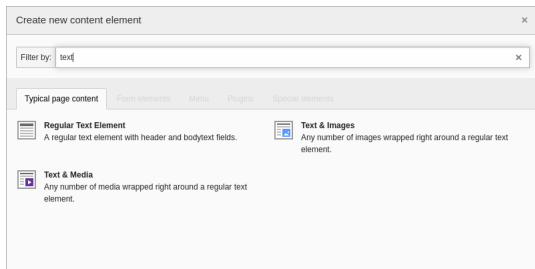 Create new content element ×
Filter by: text ×
Typical page content Form elements Menu Plugins Special elements
Regular Text Element
A regular text element with header and bodytext fields.
Text & Images
Any number of images wrapped right around a regular text
element.
Text & Media
Any number of media wrapped right around a regular text
element.